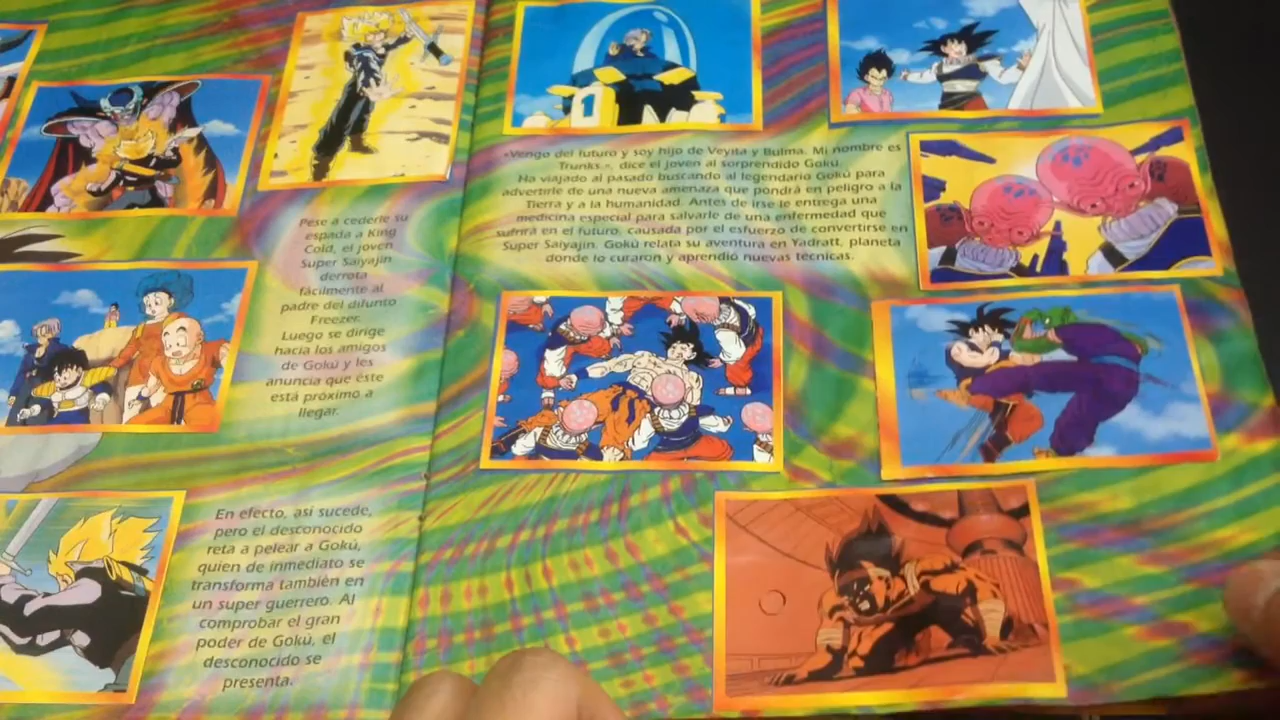 Pese a cederle su
espada a King
Cold, el joven
Super Saiyajin
derrota
fácilmente al
padre del difunto
Freezer.
Luego se dirige
hacia los amigos
de Gokú y les
anuncia que éste
está próximo a
llegar.
En efecto, así sucede,
pero el desconocido
reta a pelear a Gokú,
quien de inmediato se
transforma también en
un super guerrero. Al
comprobar el gran
poder de Gokú, el
desconocido se
presenta.
«Vengo del futuro y soy hijo de Veyita y Bulma. Mi nombre es
Trunks.», dice el joven al sorprendido Gokú.
Ha viajado al pasado buscando al legendario Gokú para
advertirle de una nueva amenaza que pondrá en peligro a la
Tierra y a la humanidad. Antes de irse le entrega una
medicina especial para salvarle de una enfermedad que
sufrirá en el futuro, causada por el esfuerzo de convertirse en
Super Saiyajin. Gokú relata su aventura en Yadratt, planeta
donde lo curaron y aprendió nuevas técnicas.